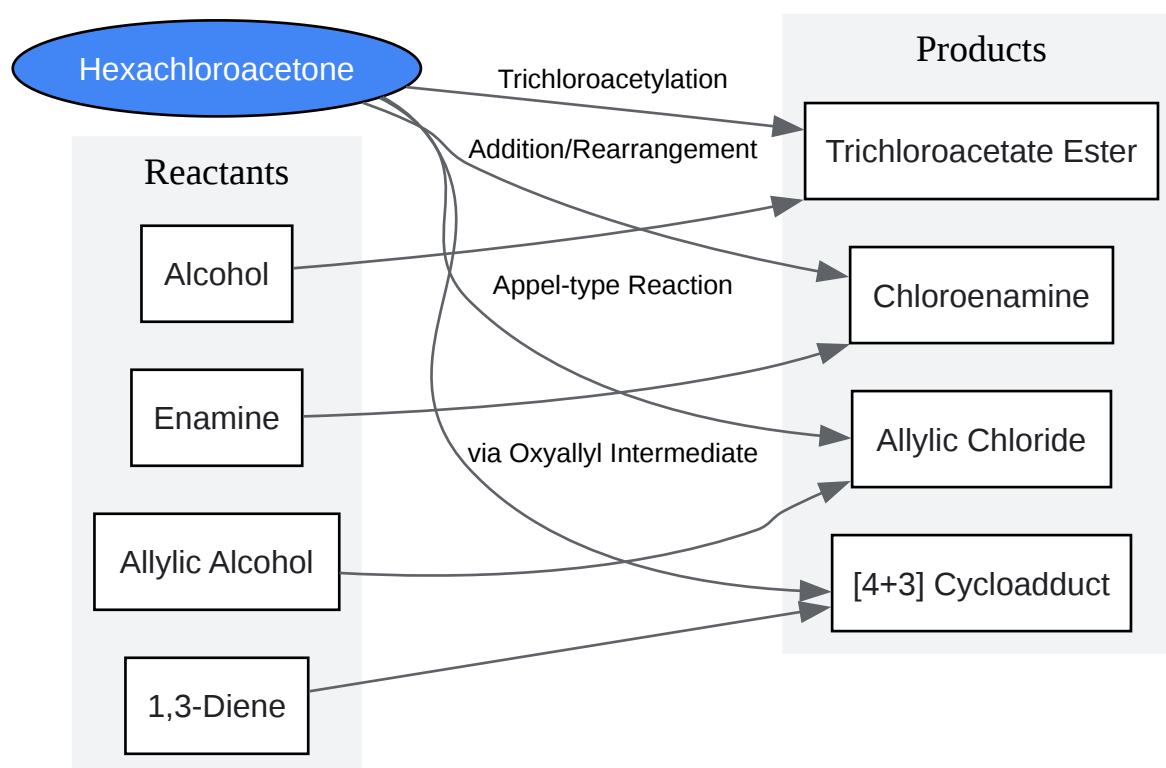 Hexachloroacetone
Products
Trichloroacetylation
Trichloroacetate Ester
Addition/Rearrangement
Reactants
Alcohol
Appel-type Reaction
Chloroenamine
Enamine
Allylic Chloride
via Oxyallyl Intermediate
Allylic Alcohol
[4+3] Cycloadduct
1,3-Diene